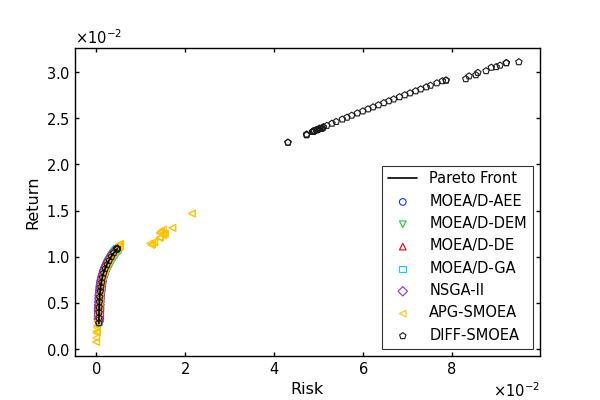 ×10⁻²
3.0
2.5
2.0
1.5
1.0
0.5
0.0
Return
0
2
4
6
8
Risk
×10⁻²
Pareto Front
MOEA/D-AEE
MOEA/D-DEM
MOEA/D-DE
MOEA/D-GA
NSGA-II
APG-SMOEA
DIFF-SMOEA